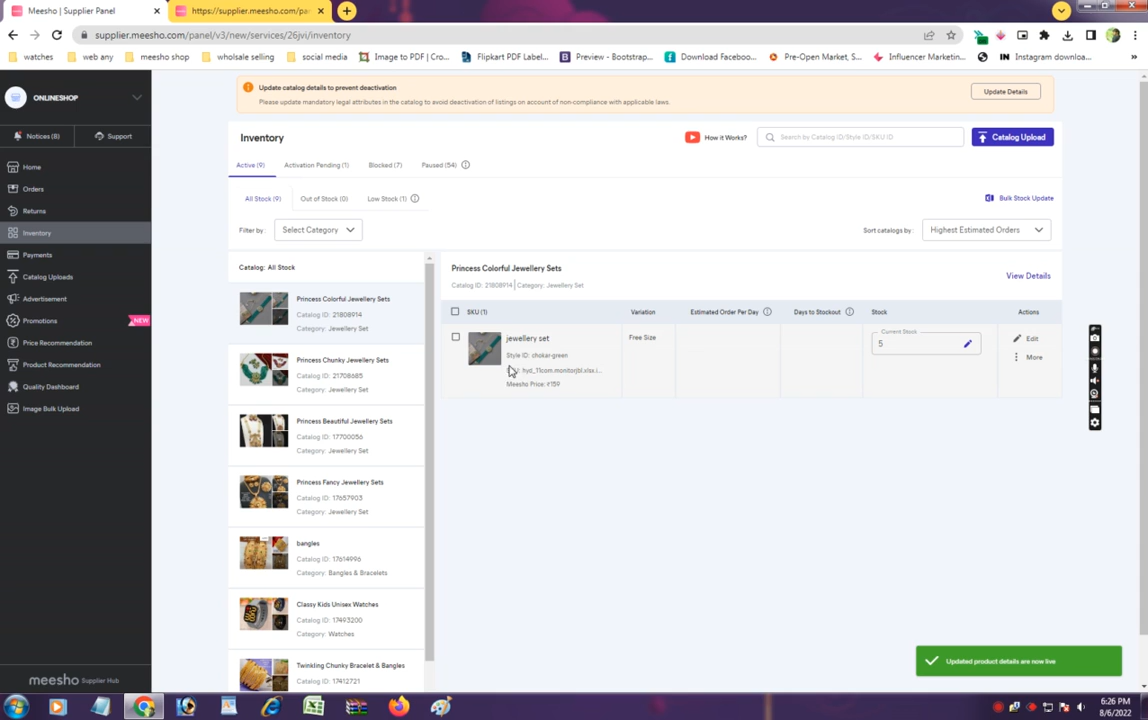 Meesho | Supplier Panel
https://supplier.meesho.com/pa
supplier.meesho.com/panel/v3/new/services/26jvi/inventory
watches
web any
meesho shop
wholsale selling
social media
Image to PDF | Cro...
Flipkart PDF Label...
Preview - Bootstrap...
Download Faceboo...
Pre-Open Market, S...
Influencer Marketin...
Instagram downloa...
ONLINESHOP
Notices (8)
Support
Home
Orders
Returns
Inventory
Payments
Catalog Uploads
Advertisement
Promotions
NEW
Price Recommendation
Product Recommendation
Quality Dashboard
Image Bulk Upload
meesho Supplier Hub
Update catalog details to prevent deactivation
Please update mandatory legal attributes in the catalog to avoid deactivation of listings on account of non-compliance with applicable laws.
Update Details
Inventory
How it Works?
Search by Catalog ID/Style ID/SKU ID
Catalog Upload
Active (9)
Activation Pending (1)
Blocked (7)
Paused (54)
All Stock (9)
Out of Stock (0)
Low Stock (1)
Bulk Stock Update
Filter by:
Select Category
Sort catalogs by:
Highest Estimated Orders
Catalog: All Stock
Princess Colorful Jewellery Sets
Catalog ID: 21808914
Category: Jewellery Set
Princess Chunky Jewellery Sets
Catalog ID: 21708685
Category: Jewellery Set
Princess Beautiful Jewellery Sets
Catalog ID: 17700056
Category: Jewellery Set
Princess Fancy Jewellery Sets
Catalog ID: 17657903
Category: Jewellery Set
bangles
Catalog ID: 17614996
Category: Bangles & Bracelets
Classy Kids Unisex Watches
Catalog ID: 17493200
Category: Watches
Twinkling Chunky Bracelet & Bangles
Catalog ID: 17412721
Princess Colorful Jewellery Sets
Catalog ID: 21808914 | Category: Jewellery Set
View Details
SKU (1)
Variation
Estimated Order Per Day
Days to Stockout
Stock
Actions
jewellery set
Style ID: chokar-green
hyd_11com.monitorjbl.xlsx.i...
Meesho Price: ₹159
Free Size
Current Stock
5
Edit
More
Updated product details are now live
6:26 PM
8/6/2022